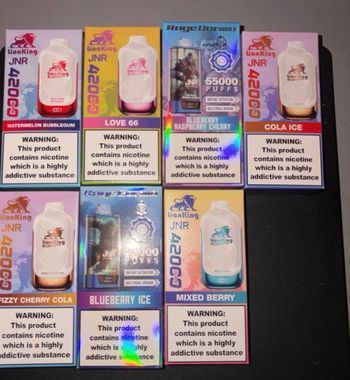 LionKing
JNR
42000
WATERMELON BUBBLEGUM
WARNING:
This product
contains nicotine
which is a highly
addictive substance
LionKing
JNR
42000
LOVE 66
WARNING:
This product
contains nicotine
which is a highly
addictive substance
55000
PUFFS
BLUEBERRY
RASPBERRY CHERRY
WARNING:
This product
contains nicotine
which is a highly
addictive substance
LionKing
JNR
42000
COLA ICE
WARNING:
This product
contains nicotine
which is a highly
addictive substance
LionKing
JNR
42000
FIZZY CHERRY COLA
WARNING:
This product
contains nicotine
which is a highly
addictive substance
JNR
55000
PUFFS
BLUEBERRY ICE
WARNING:
This product
contains nicotine
which is a highly
addictive substance
LionKing
JNR
42000
MIXED BERRY
WARNING:
This product
contains nicotine
which is a highly
addictive substance